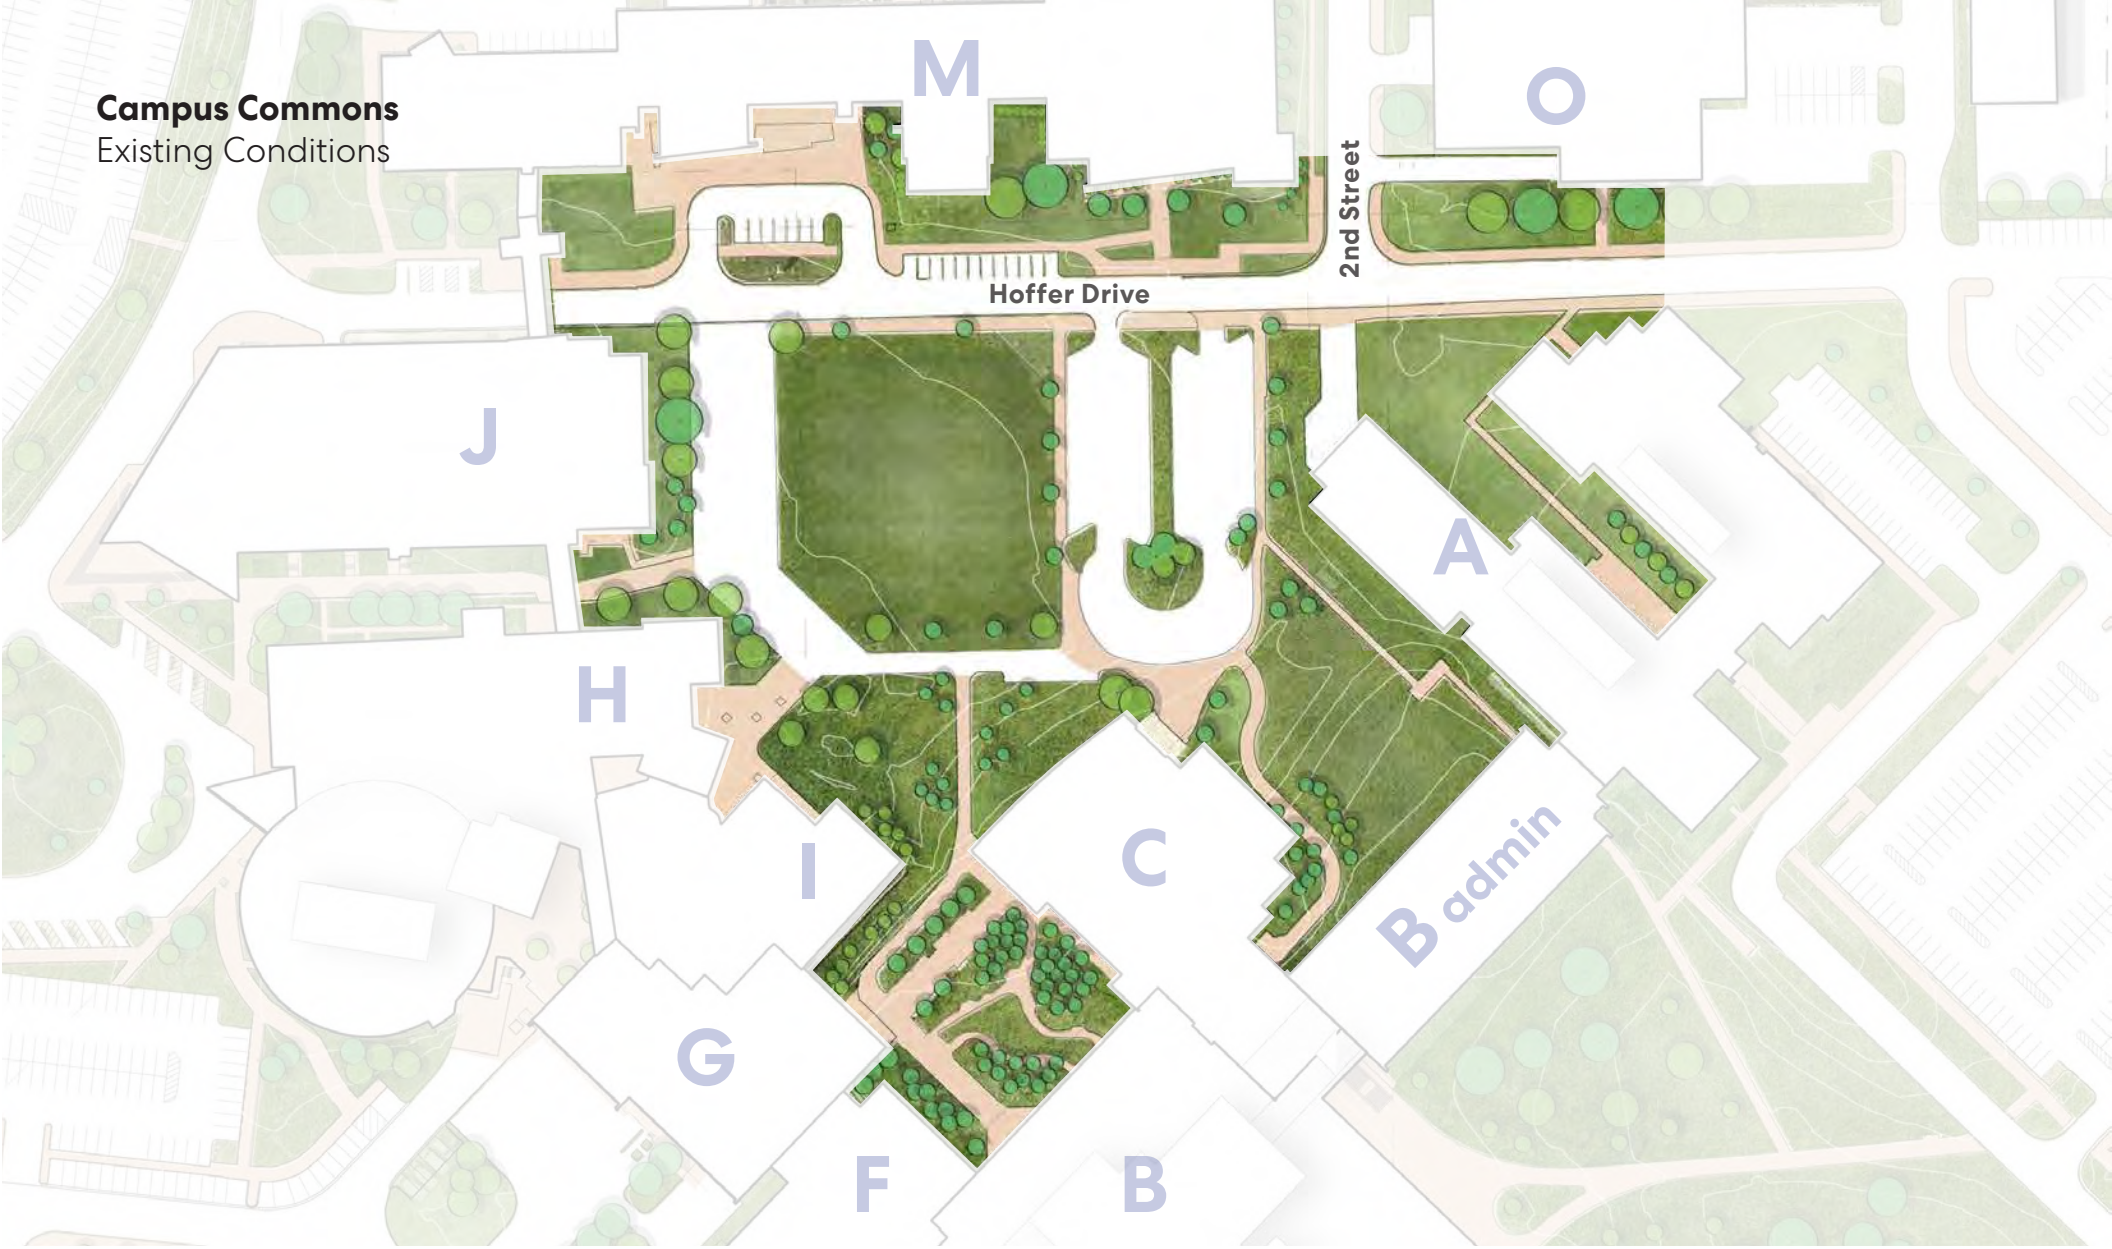 Campus Commons
Existing Conditions
M
O
2nd Street
Hoffer Drive
J
A
H
I
C
B admin
G
F
B